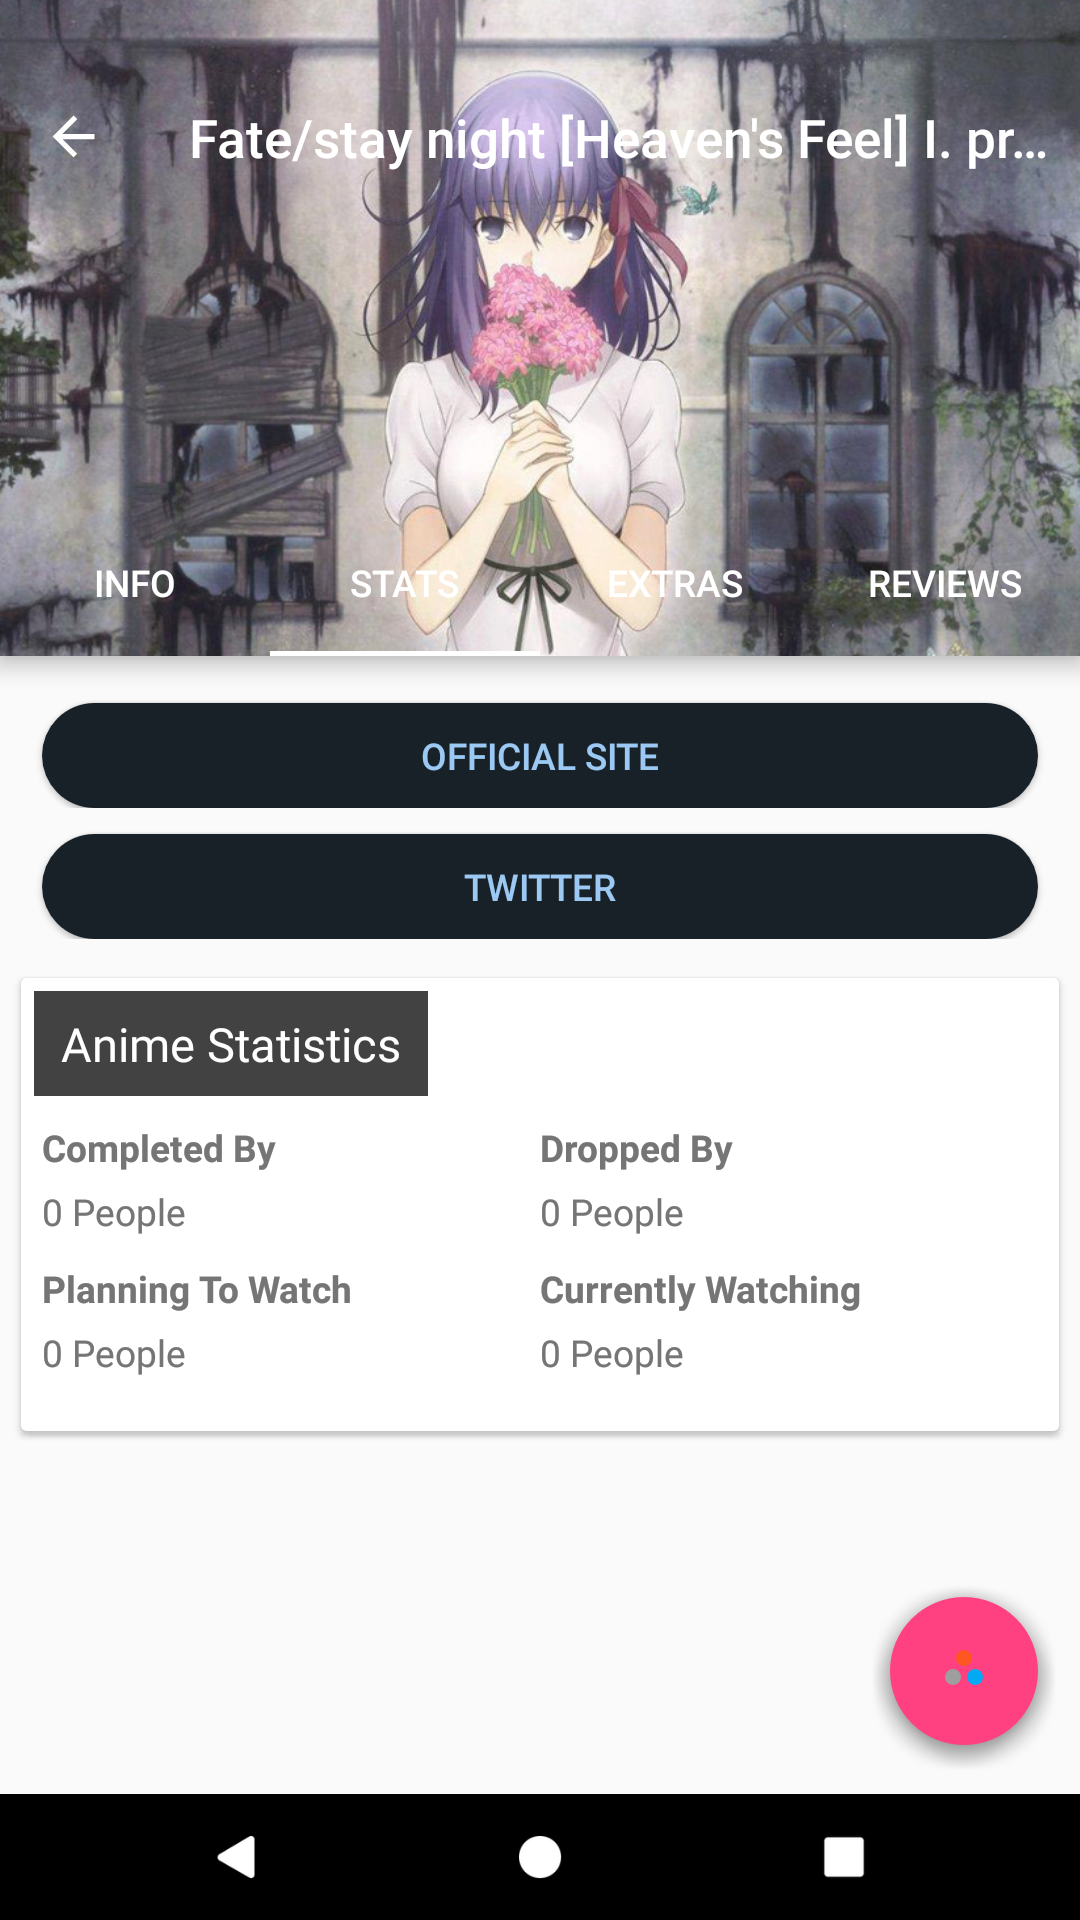 Fate/stay night [Heaven's Feel] I. pr...
INFO STATS EXTRAS REVIEWS
OFFICIAL SITE
TWITTER
Anime Statistics
Completed By Dropped By
0 People 0 People
Planning To Watch Currently Watching
0 People 0 People